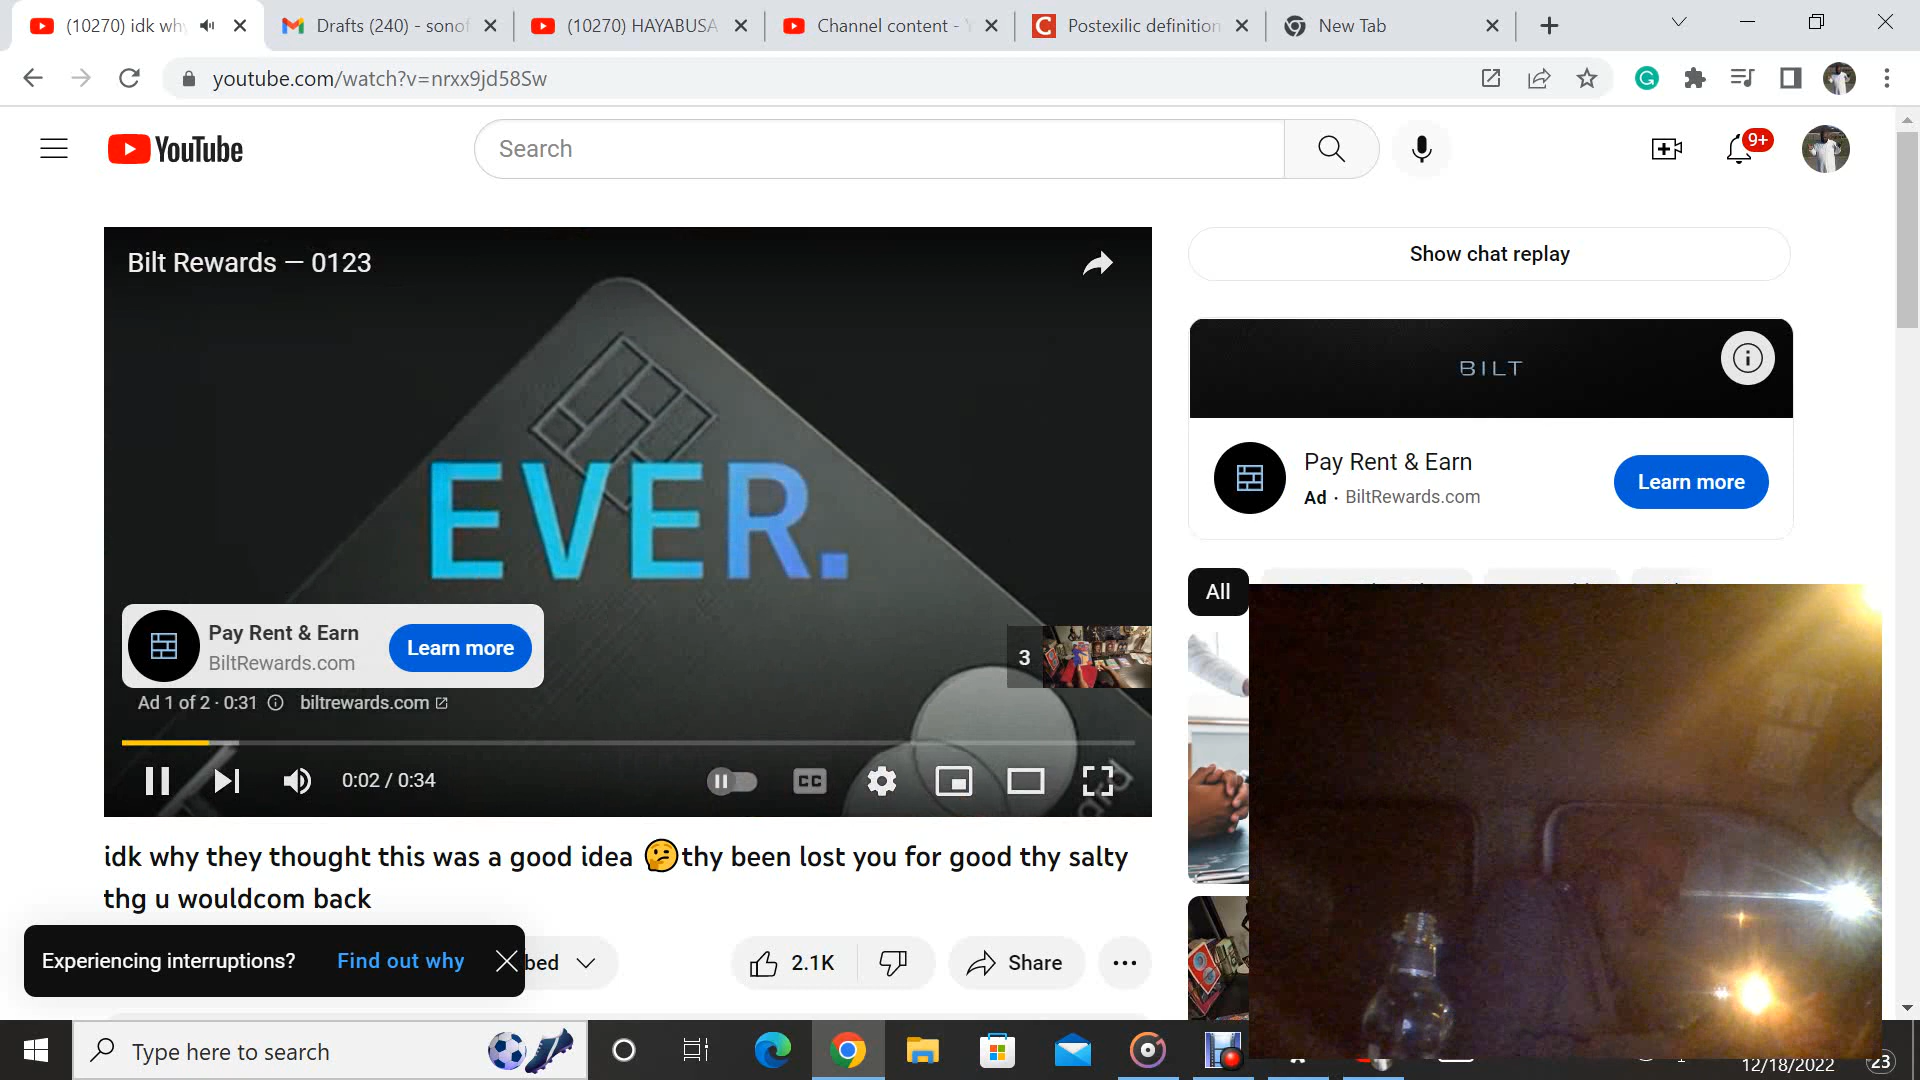 (10270) idk wh
Drafts (240) - sonof
(10270) HAYABUSA
Channel content - Y
Postexilic definition
New Tab
youtube.com/watch?v=nrxx9jd58Sw
YouTube
Search
9+
Bilt Rewards — 0123
EVER.
Pay Rent & Earn
BiltRewards.com
Learn more
3
Ad 1 of 2 · 0:31
biltrewards.com
0:02 / 0:34
CC
Show chat replay
BILT
Pay Rent & Earn
Ad · BiltRewards.com
Learn more
All
idk why they thought this was a good idea 🤔thy been lost you for good thy salty
thg u wouldcom back
Experiencing interruptions?
Find out why
bed
2.1K
Share
Type here to search
12/18/2022
23